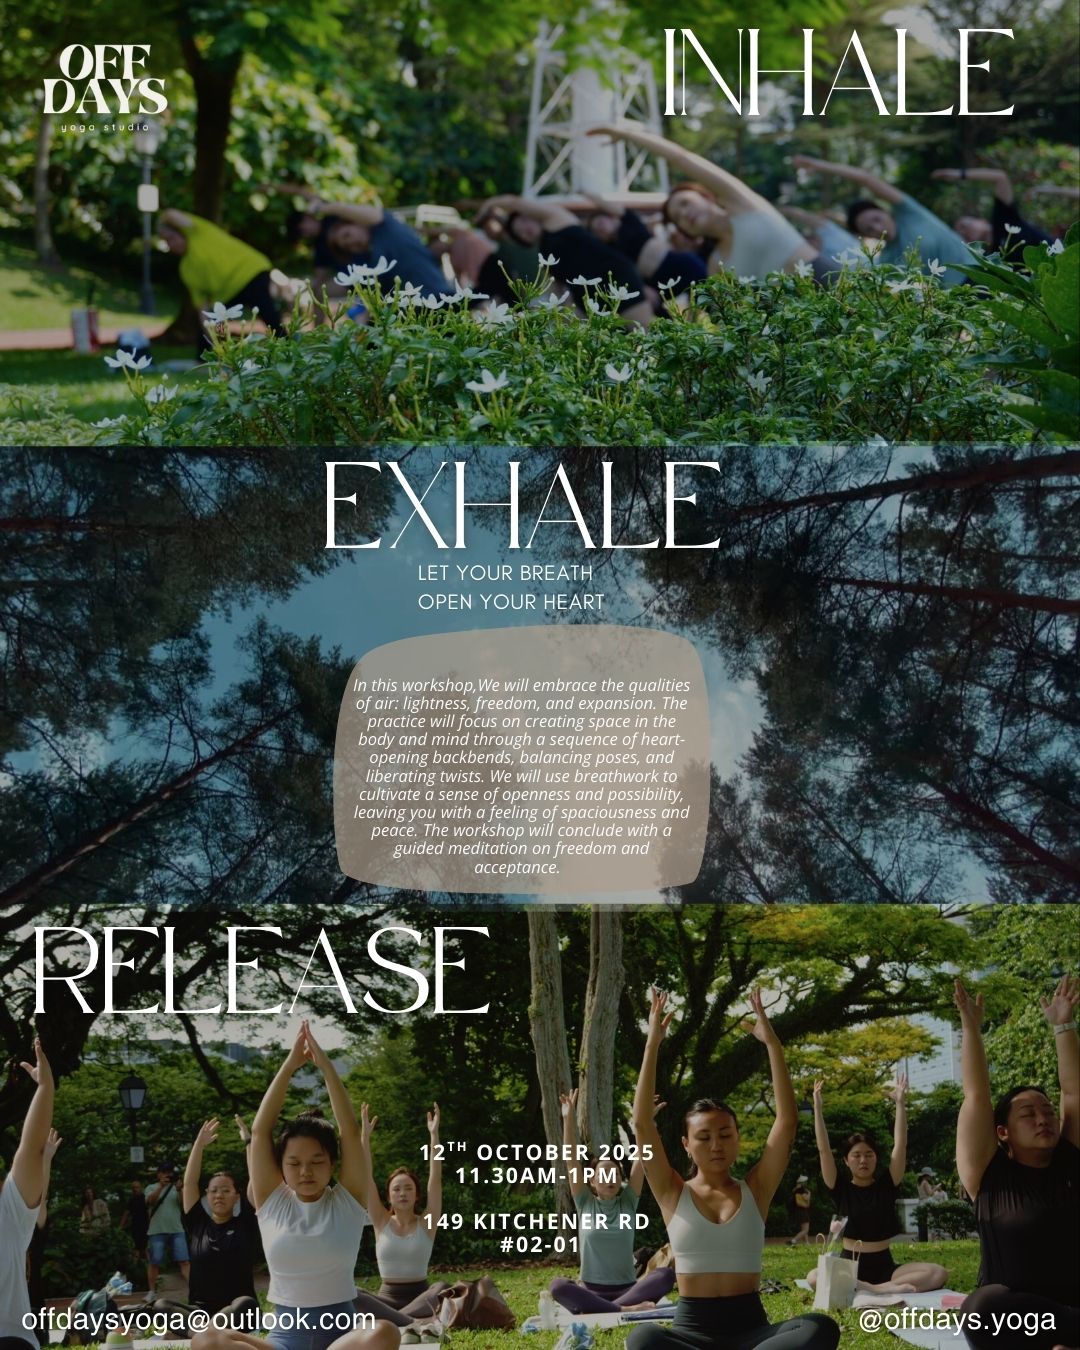 OFF
DAYS
yoga studio
INHALE
EXHALE
LET YOUR BREATH
OPEN YOUR HEART
In this workshop,We will embrace the qualities
of air: lightness, freedom, and expansion. The
practice will focus on creating space in the
body and mind through a sequence of heart-
opening backbends, balancing poses, and
liberating twists. We will use breathwork to
cultivate a sense of openness and possibility,
leaving you with a feeling of spaciousness and
peace. The workshop will conclude with a
guided meditation on freedom and
acceptance.
RELEASE
12TH OCTOBER 2025
11.30AM-1PM
149 KITCHENER RD
#02-01
offdaysyoga@outlook.com
@offdays.yoga